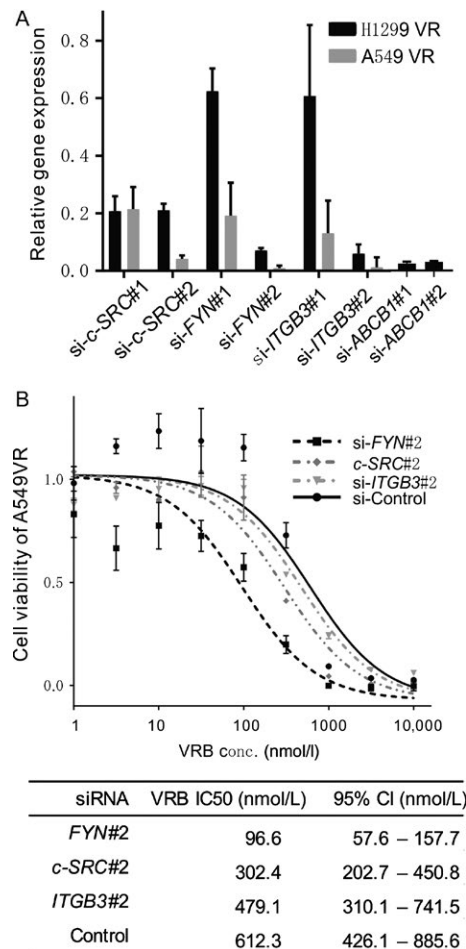 A
H1299 VR
A549 VR
Relative gene expression
0.8
0.6
0.4
0.2
0.0
si-c-SRC#1
si-c-SRC#2
si-FYN#1
si-FYN#2
si-ITGB3#1
si-ITGB3#2
si-ABCB1#1
si-ABCB1#2
B
si-FYN#2
c-SRC#2
si-ITGB3#2
si-Control
Cell viability of A549VR
1.0
0.5
0.0
1 10 100 1000 10,000
VRB conc. (nmol/l)
siRNA VRB IC50 (nmol/L) 95% CI (nmol/L)
FYN#2 96.6 57.6 – 157.7
c-SRC#2 302.4 202.7 – 450.8
ITGB3#2 479.1 310.1 – 741.5
Control 612.3 426.1 – 885.6